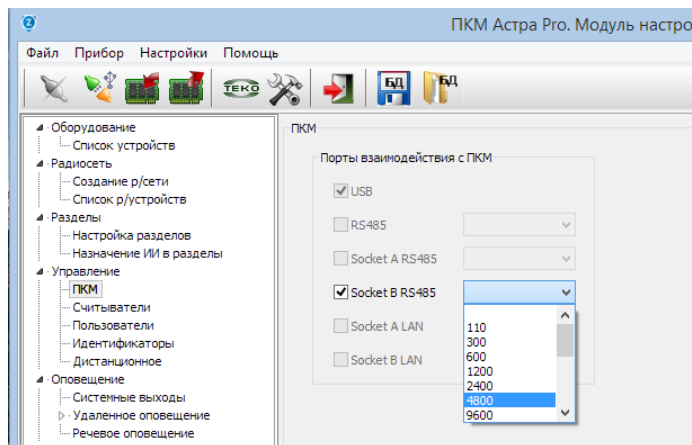 ПКМ Астра Pro. Модуль настро
Файл Прибор Настройки Помощь
ТЕКО БД БД
Оборудование
Список устройств
Радиосеть
Создание р/сети
Список р/устройств
Разделы
Настройка разделов
Назначение ИИ в разделы
Управление
ПКМ
Считыватели
Пользователи
Идентификаторы
Дистанционное
Оповещение
Системные выходы
Удаленное оповещение
Речевое оповещение
ПКМ
Порты взаимодействия с ПКМ
USB
RS485
Socket A RS485
Socket B RS485
Socket A LAN
Socket B LAN
110
300
600
1200
2400
4800
9600